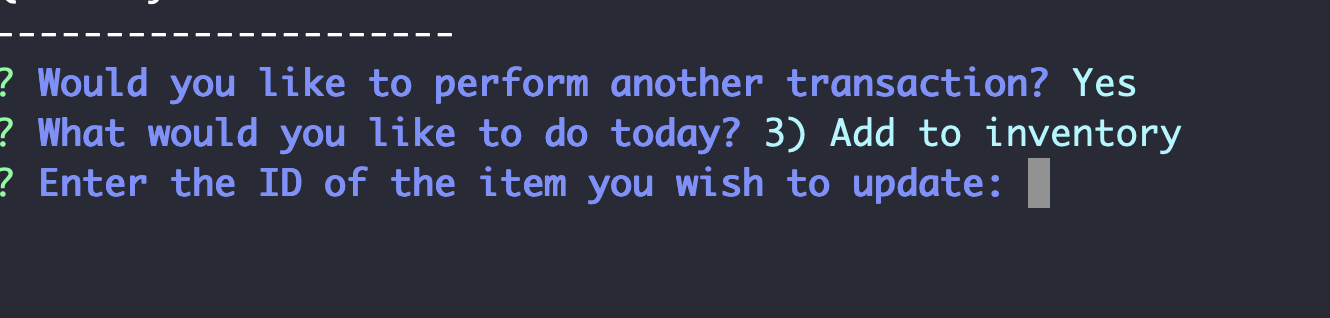 ---------------------
? Would you like to perform another transaction? Yes
? What would you like to do today? 3) Add to inventory
? Enter the ID of the item you wish to update: